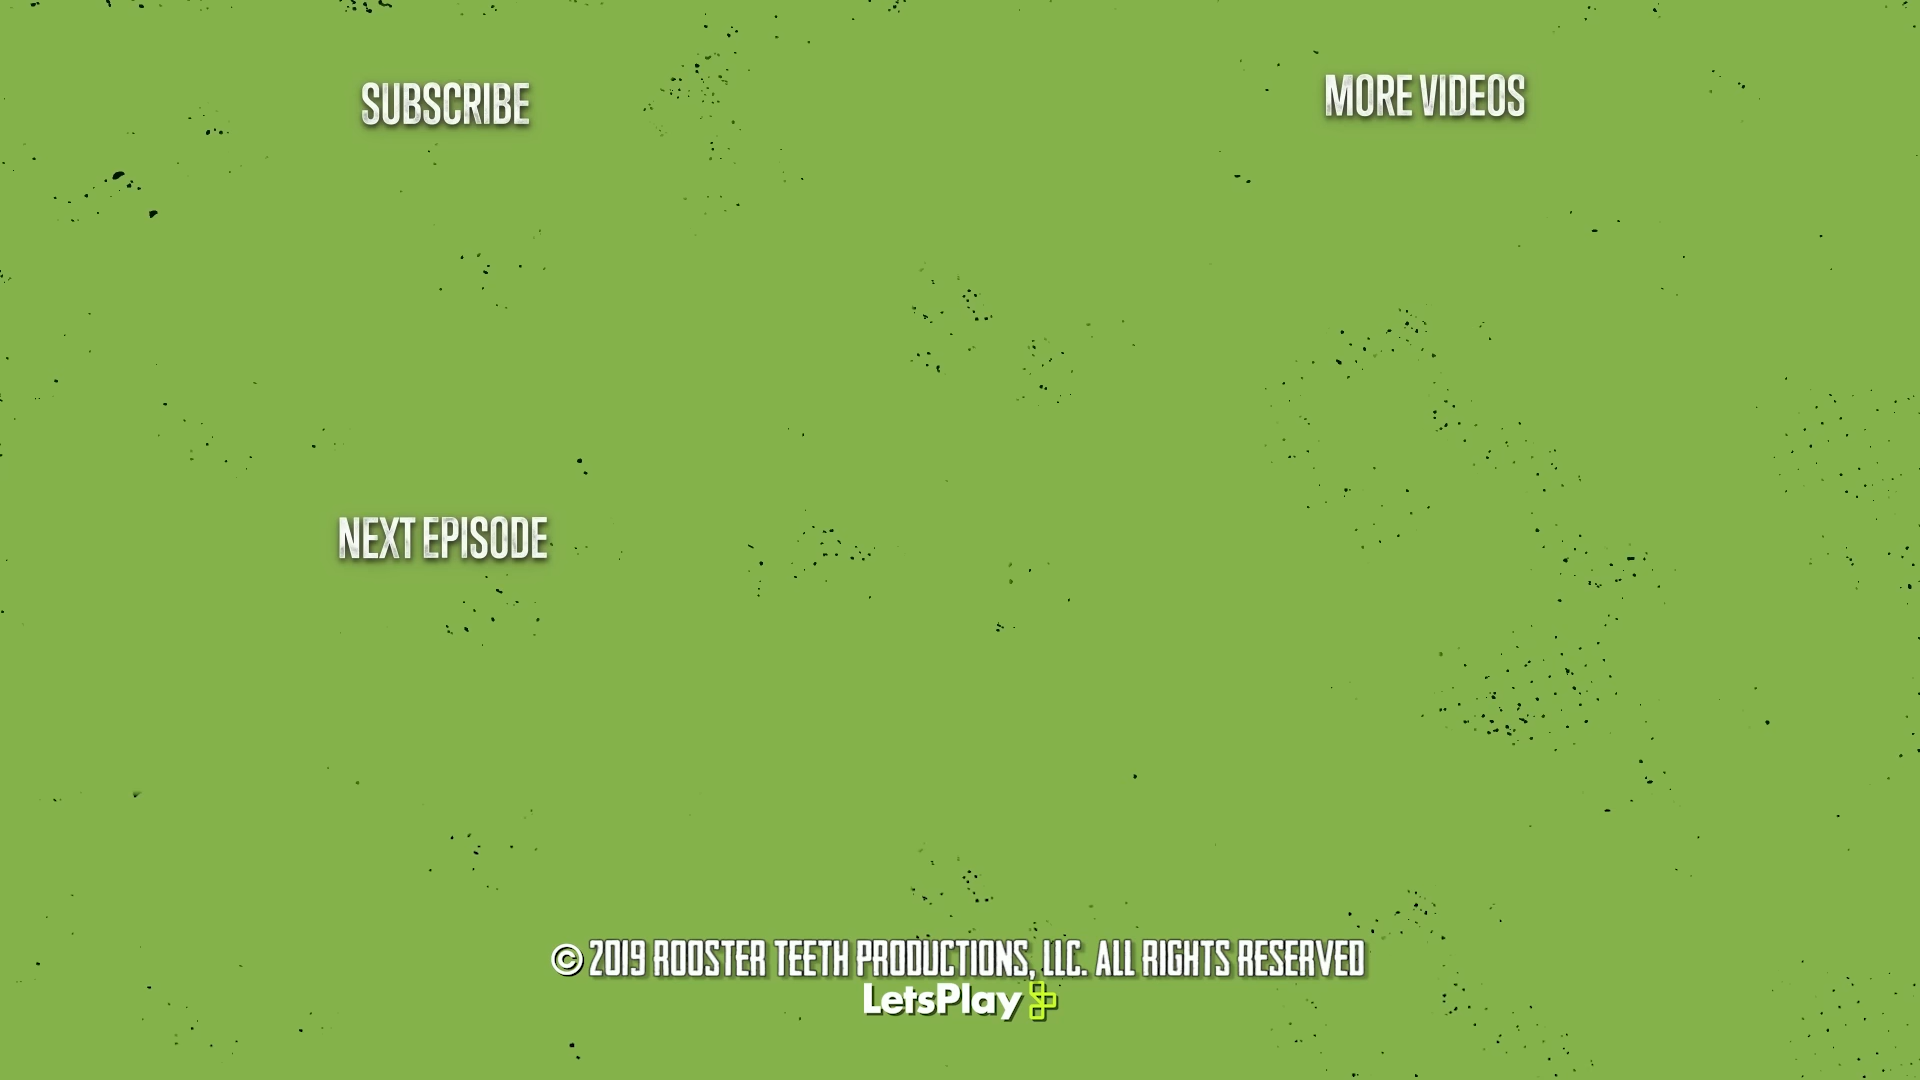 SUBSCRIBE
MORE VIDEOS
NEXT EPISODE
© 2019 ROOSTER TEETH PRODUCTIONS, LLC. ALL RIGHTS RESERVED
LetsPlay